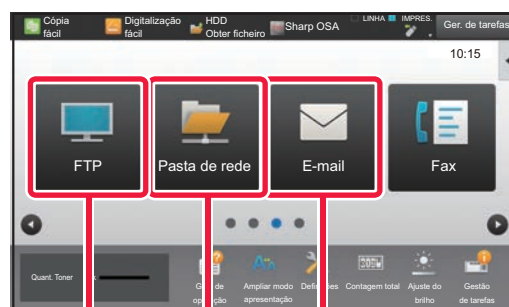 Cópia
fácil
Digitalização
fácil
HDD
Obter ficheiro
Sharp OSA
LINHA
IMPRES.
Ger. de tarefas
10:15
FTP
Pasta de rede
E-mail
Fax
Quant. Toner
Ampliar modo
apresentação
Contagem total
Ajuste do
brilho
Gestão
de tarefas